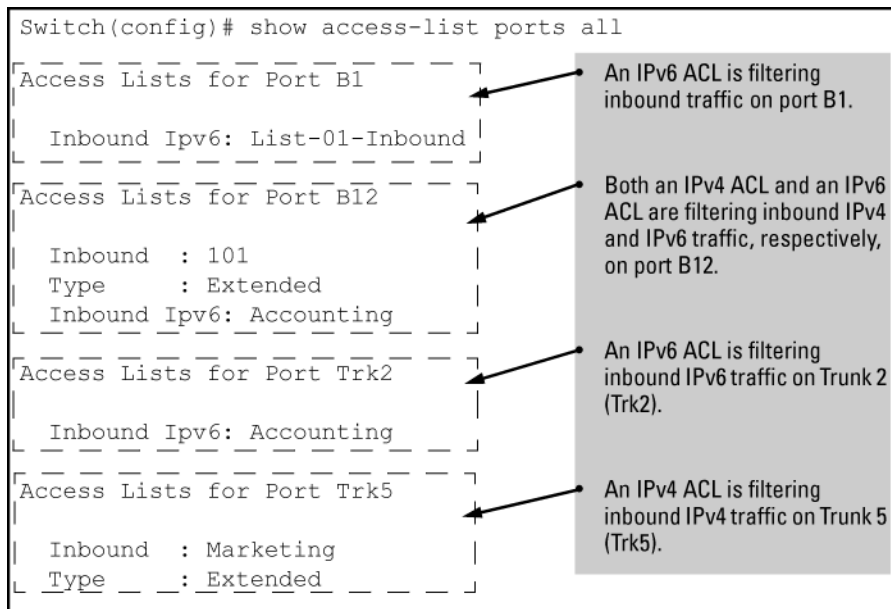 Switch(config)# show access-list ports all
Access Lists for Port B1
Inbound Ipv6: List-01-Inbound
An IPv6 ACL is filtering
inbound traffic on port B1.
Access Lists for Port B12
Inbound : 101
Type : Extended
Inbound Ipv6: Accounting
Both an IPv4 ACL and an IPv6
ACL are filtering inbound IPv4
and IPv6 traffic, respectively,
on port B12.
Access Lists for Port Trk2
Inbound Ipv6: Accounting
An IPv6 ACL is filtering
inbound IPv6 traffic on Trunk 2
(Trk2).
Access Lists for Port Trk5
Inbound : Marketing
Type : Extended
An IPv4 ACL is filtering
inbound IPv4 traffic on Trunk 5
(Trk5).